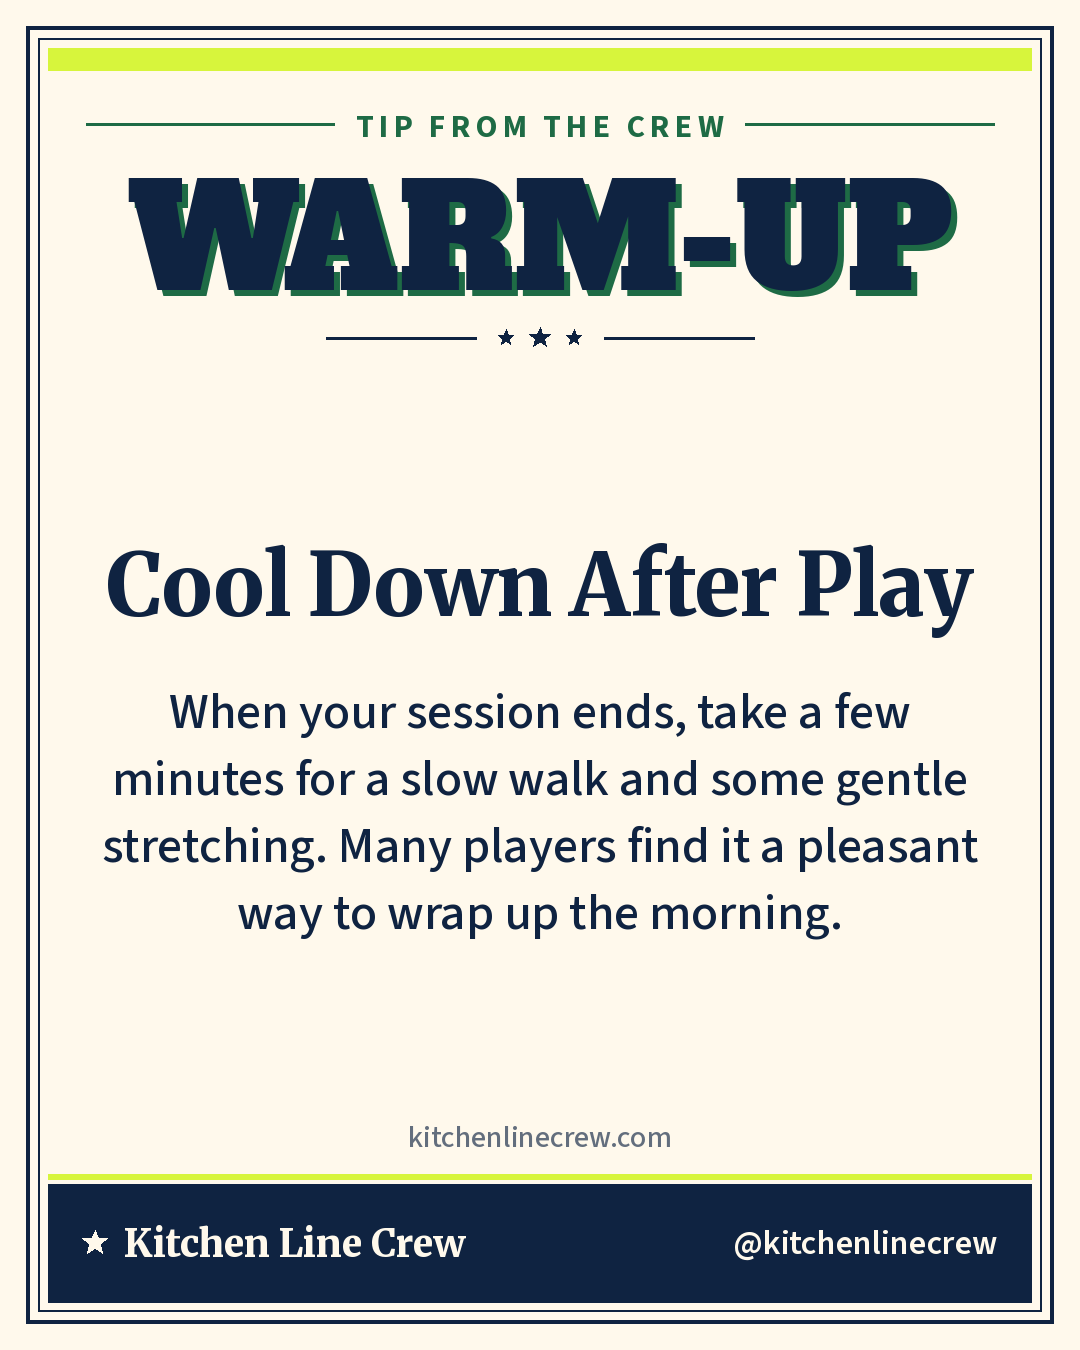 TIP FROM THE CREW
WARM-UP
Cool Down After Play
When your session ends, take a few
minutes for a slow walk and some gentle
stretching. Many players find it a pleasant
way to wrap up the morning.
kitchenlinecrew.com
Kitchen Line Crew
@kitchenlinecrew